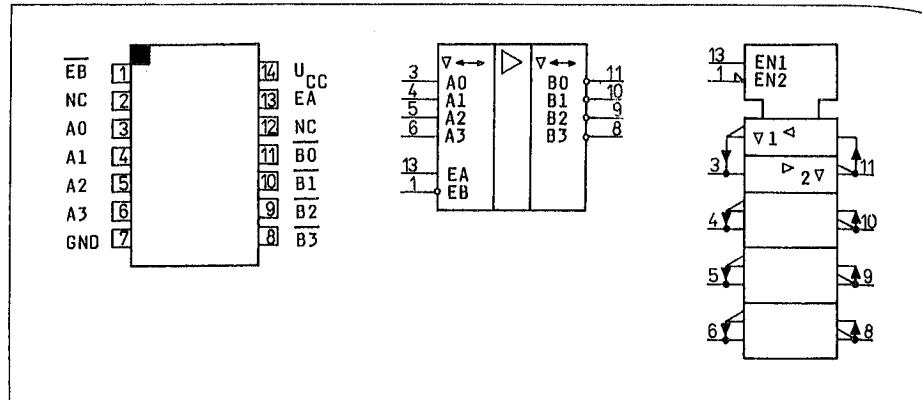 EB 1 14 UCC
NC 2 13 EA
A0 3 12 NC
A1 4 11 B0
A2 5 10 B1
A3 6 9 B2
GND 7 8 B3
3 A0 B0 11
4 A1 B1 10
5 A2 B2 9
6 A3 B3 8
13 EA
1 EB
13 EN1
1 EN2
1
3 2 11
4 10
5 9
6 8